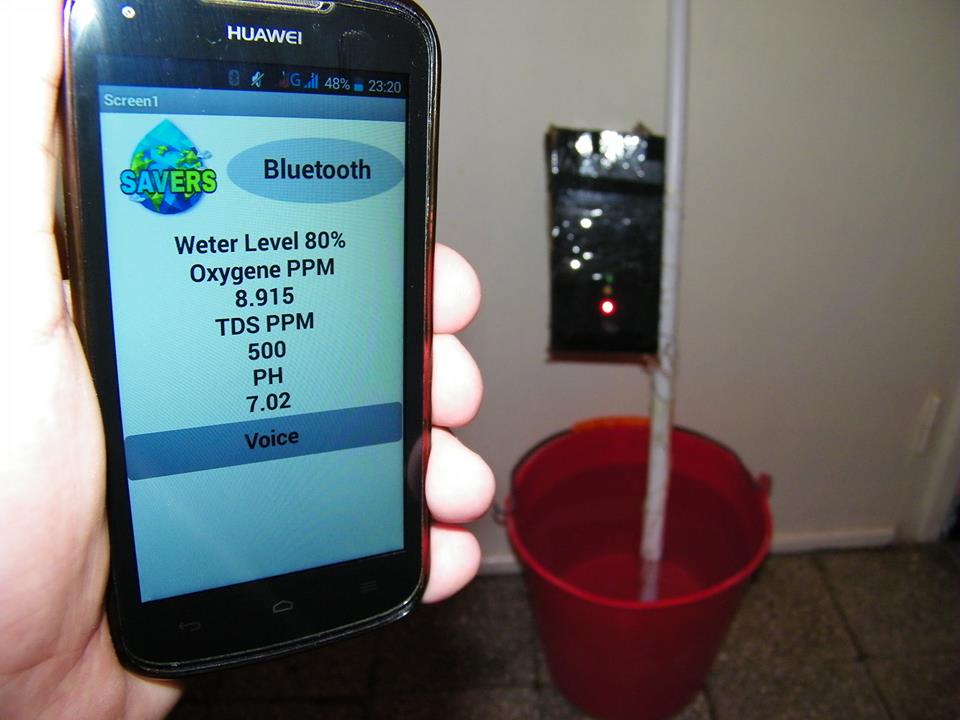 HUAWEI
G 48% 23:20
Screen1
SAVERS
Bluetooth
Weter Level 80%
Oxygene PPM
8.915
TDS PPM
500
PH
7.02
Voice